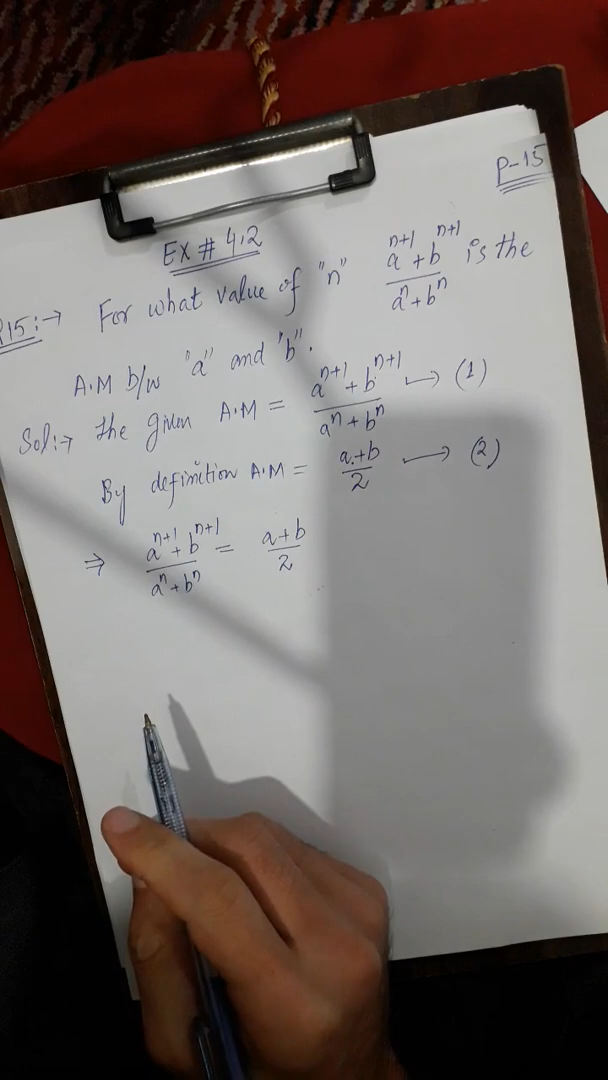 P-15
EX # 4.2
Q15:→ For what value of "n" (a^{n+1} + b^{n+1})/(a^n + b^n) is the
A.M b/w "a" and "b".
Sol:→ the given A.M = (a^{n+1} + b^{n+1})/(a^n + b^n) → (1)
By definition A.M = (a+b)/2 → (2)
⇒ (a^{n+1} + b^{n+1})/(a^n + b^n) = (a+b)/2